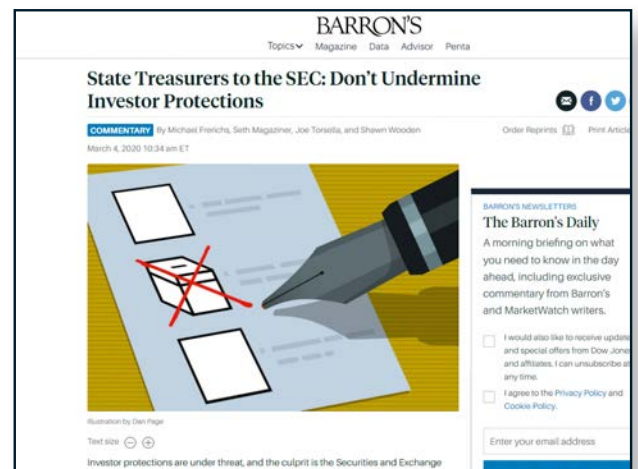 BARRON'S
Topics Magazine Data Advisor Penta
State Treasurers to the SEC: Don't Undermine
Investor Protections
COMMENTARY By Michael Frerichs, Seth Magaziner, Joe Torsella, and Shawn Wooden
Order Reprints Print Article
March 4, 2020 10:34 am ET
Illustration by Dan Page
Text size
Investor protections are under threat, and the culprit is the Securities and Exchange
BARRON'S NEWSLETTERS
The Barron's Daily
A morning briefing on what
you need to know in the day
ahead, including exclusive
commentary from Barron's
and MarketWatch writers.
I would also like to receive update
and special offers from Dow Jone
and affiliates. I can unsubscribe at
any time.
I agree to the Privacy Policy and
Cookie Policy.
Enter your email address